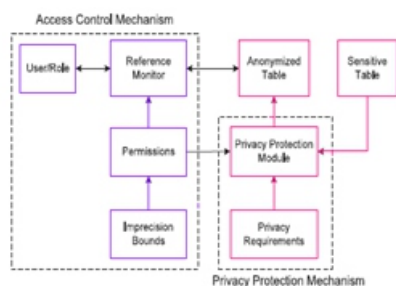 Access Control Mechanism
User/Role
Reference
Monitor
Anonymized
Table
Sensitive
Table
Permissions
Privacy Protection
Module
Imprecision
Bounds
Privacy
Requirements
Privacy Protection Mechanism